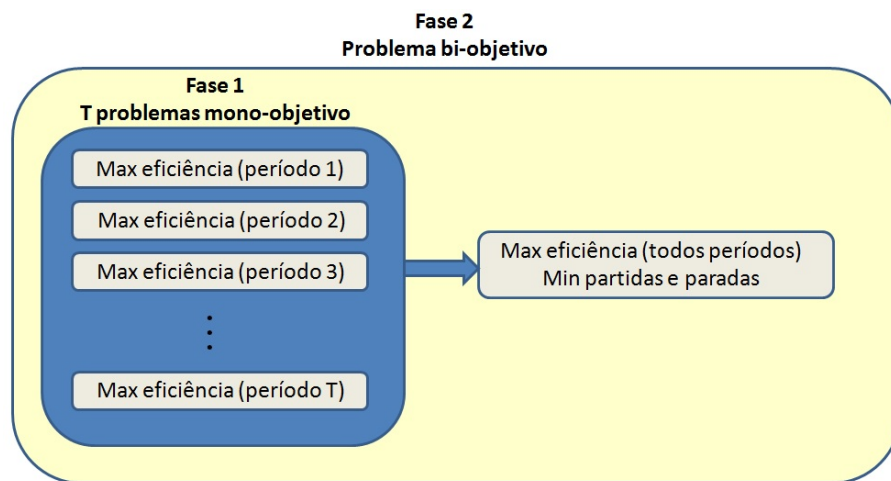 Fase 2
Problema bi-objetivo
Fase 1
T problemas mono-objetivo
Max eficiência (período 1)
Max eficiência (período 2)
Max eficiência (período 3)
Max eficiência (período T)
Max eficiência (todos períodos)
Min partidas e paradas